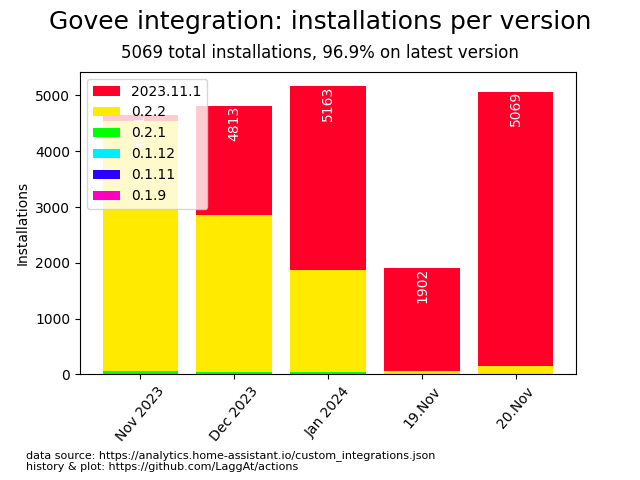 Govee integration: installations per version
5069 total installations, 96.9% on latest version
Installations
5000
4000
3000
2000
1000
0
2023.11.1
0.2.2
0.2.1
0.1.12
0.1.11
0.1.9
4813
5163
1902
5069
Nov 2023
Dec 2023
Jan 2024
19.Nov
20.Nov
data source: https://analytics.home-assistant.io/custom_integrations.json
history & plot: https://github.com/LaggAt/actions